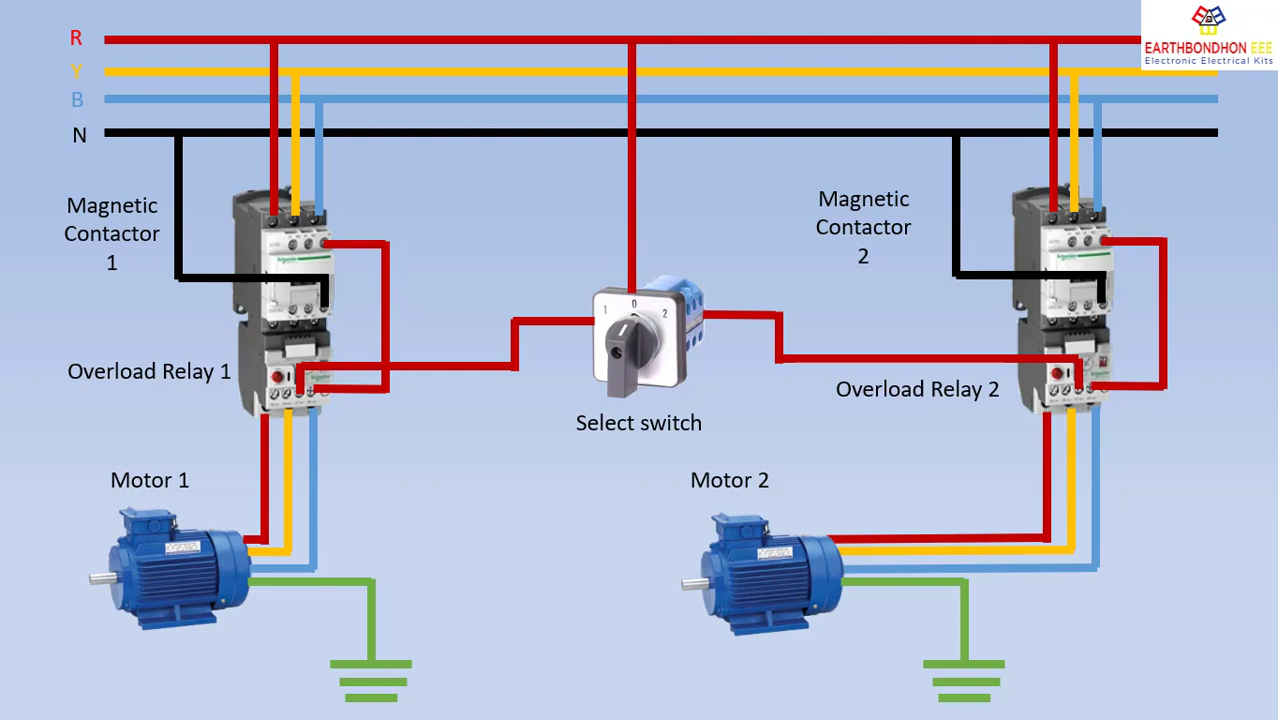 R
EARTHBONDHON EEE
Electronic Electrical Kits
Y
B
N
Magnetic
Contactor
1
Magnetic
Contactor
2
1
0
2
Overload Relay 1
Overload Relay 2
Select switch
Motor 1
Motor 2